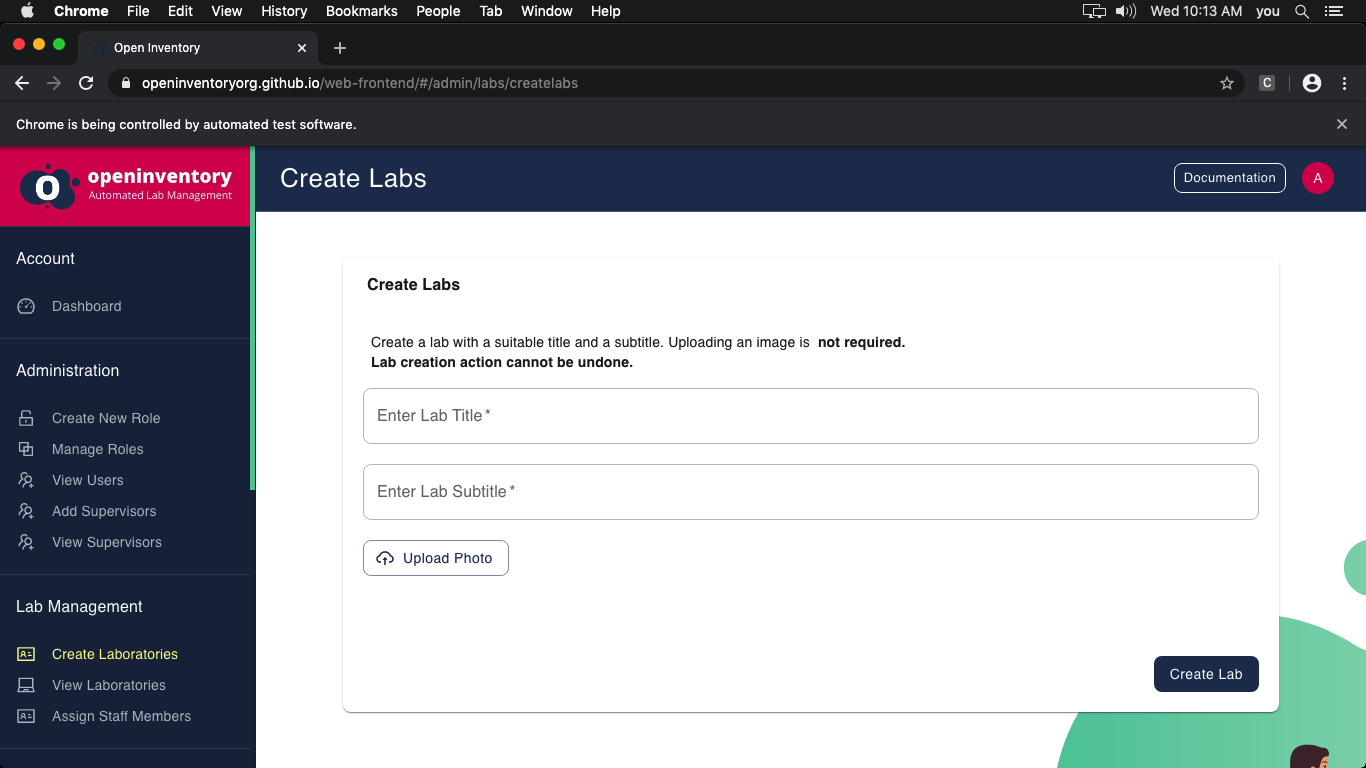 Chrome File Edit View History Bookmarks People Tab Window Help Wed 10:13 AM you
Open Inventory
openinventoryorg.github.io/web-frontend/#/admin/labs/createlabs C
Chrome is being controlled by automated test software.
O openinventory
Automated Lab Management
Create Labs
Documentation
A
Account
Dashboard
Administration
Create New Role
Manage Roles
View Users
Add Supervisors
View Supervisors
Lab Management
Create Laboratories
View Laboratories
Assign Staff Members
Create Labs
Create a lab with a suitable title and a subtitle. Uploading an image is not required.
Lab creation action cannot be undone.
Enter Lab Title *
Enter Lab Subtitle *
Upload Photo
Create Lab